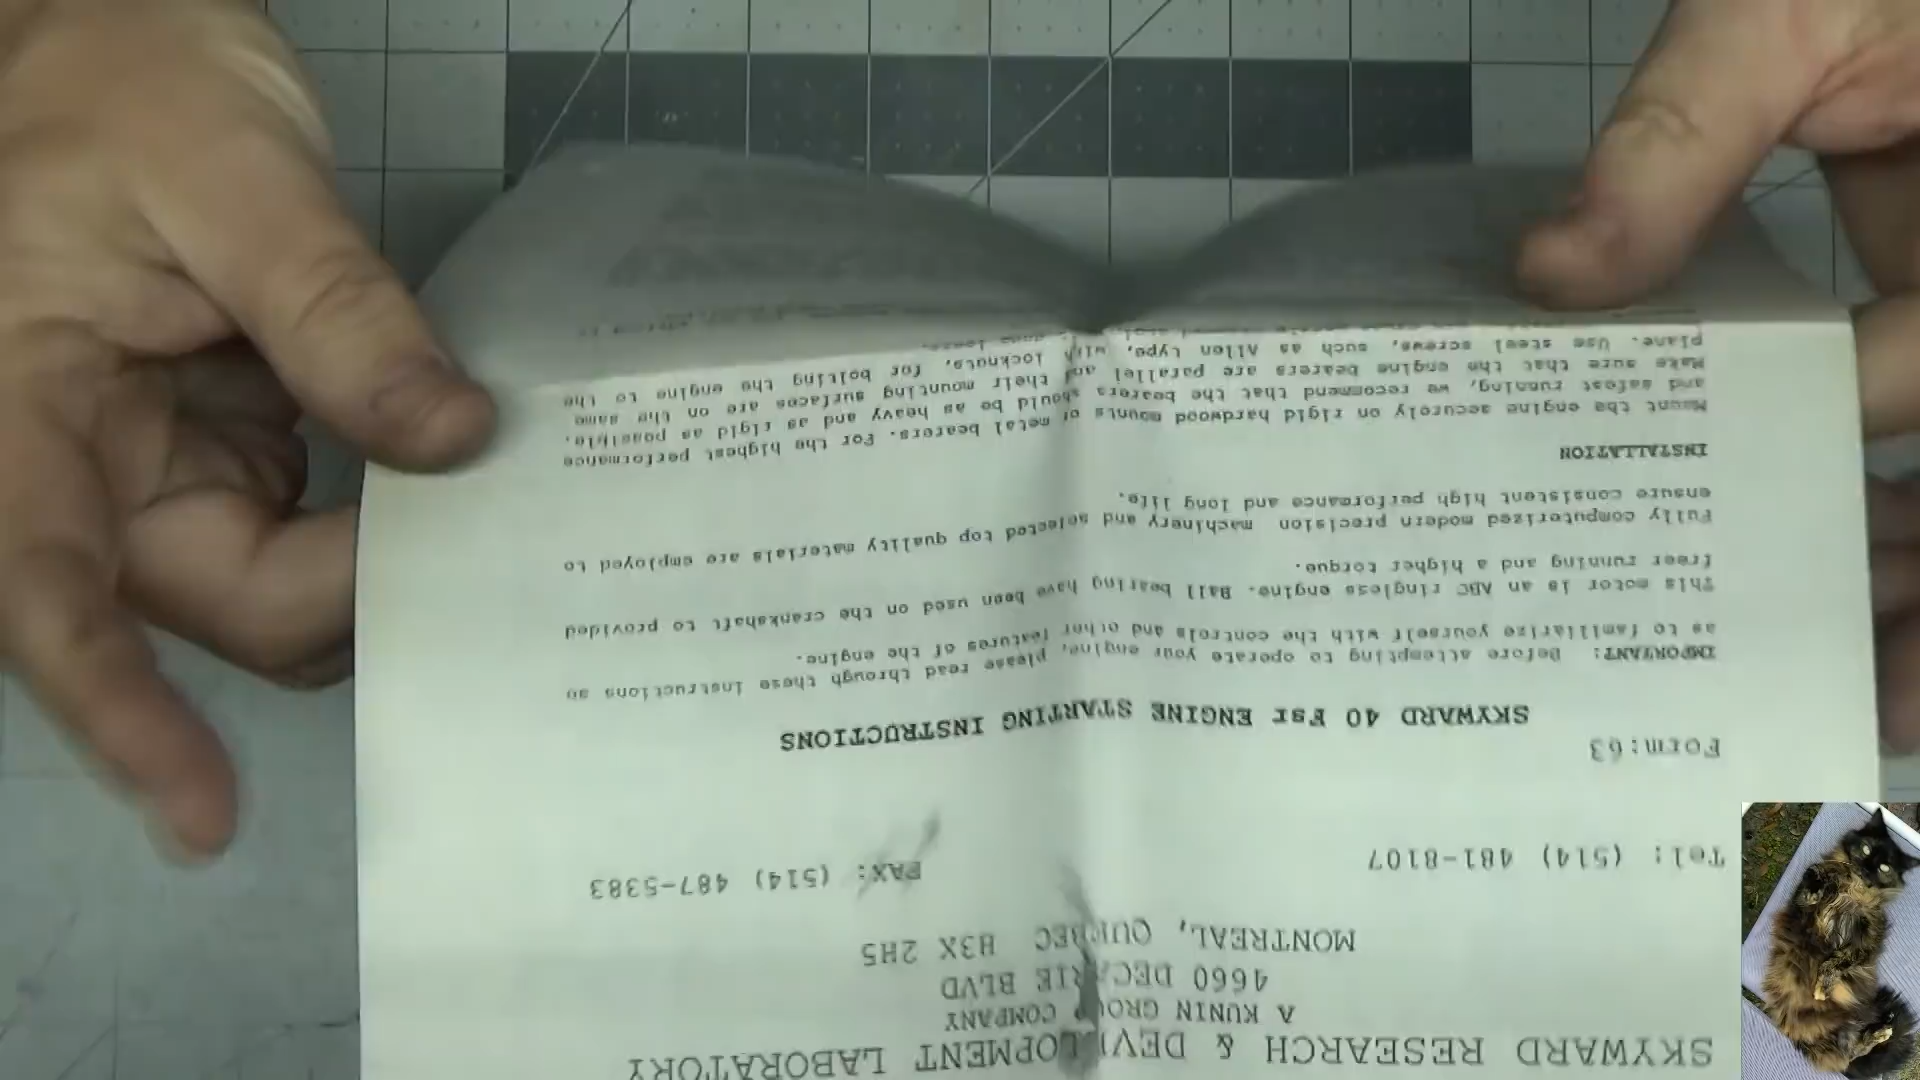 SKYWARD RESEARCH & DEVELOPMENT LABORATORY
A KUNIN GROUP COMPANY
4660 DECARIE BLVD
MONTREAL, QUEBEC H3X 2H5
Tel: (514) 481-8107 FAX: (514) 487-5383
Form:63
SKYWARD 40 Fsr ENGINE STARTING INSTRUCTIONS
IMPORTANT: Before attempting to operate your engine, please read through these instructions so
as to familiarize yourself with the controls and other features of the engine.
This motor is an ABC ringless engine. Ball bearing have been used on the crankshaft to provided
freer running and a higher torque.
Fully computerized modern precision machinery and selected top quality materials are employed to
ensure consistent high performance and long life.
INSTALLATION
Mount the engine securely on rigid hardwood mounts or metal bearers. For the highest performance
and safest running, we recommend that the bearers should be as heavy and as rigid as possible.
Make sure that the engine bearers are parallel and their mounting surfaces are on the same
plane. Use steel screws, such as Allen type, with locknuts, for bolting the engine to the